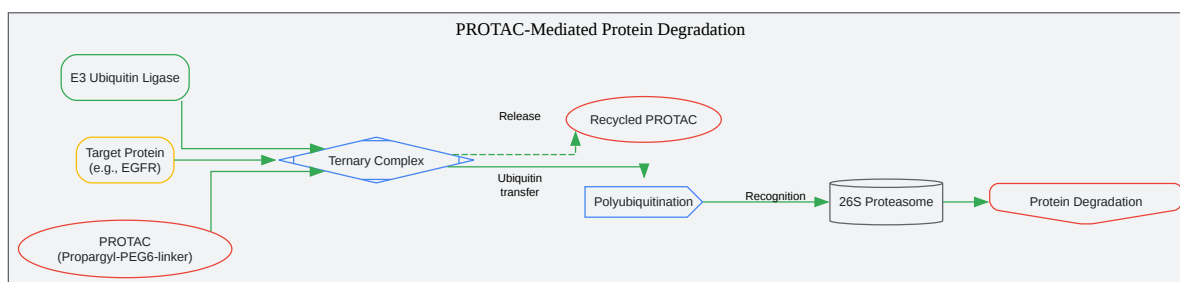 PROTAC-Mediated Protein Degradation
E3 Ubiquitin Ligase
Target Protein
(e.g., EGFR)
PROTAC
(Propargyl-PEG6-linker)
Ternary Complex
Release
Recycled PROTAC
Ubiquitin
transfer
Polyubiquitination
Recognition
26S Proteasome
Protein Degradation